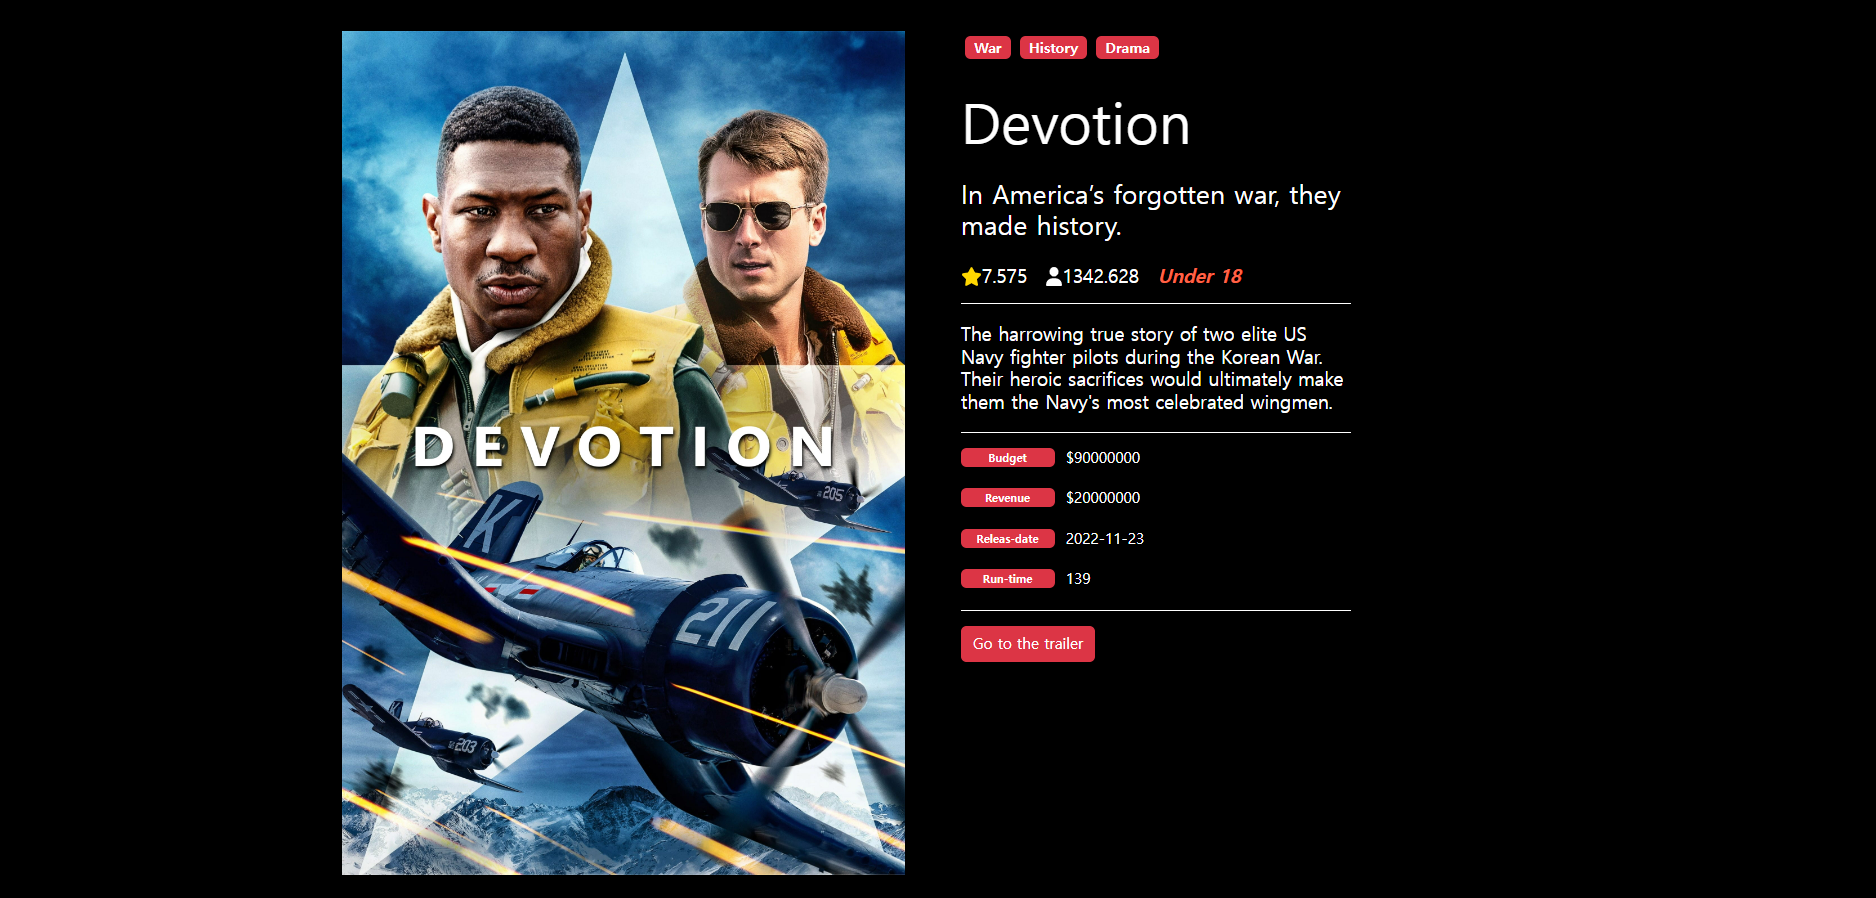 War History Drama
Devotion
In America's forgotten war, they
made history.
7.575 1342.628 Under 18
The harrowing true story of two elite US
Navy fighter pilots during the Korean War.
Their heroic sacrifices would ultimately make
them the Navy's most celebrated wingmen.
Budget $90000000
Revenue $20000000
Releas-date 2022-11-23
Run-time 139
Go to the trailer
DEVOTION
205
K
211
K
203